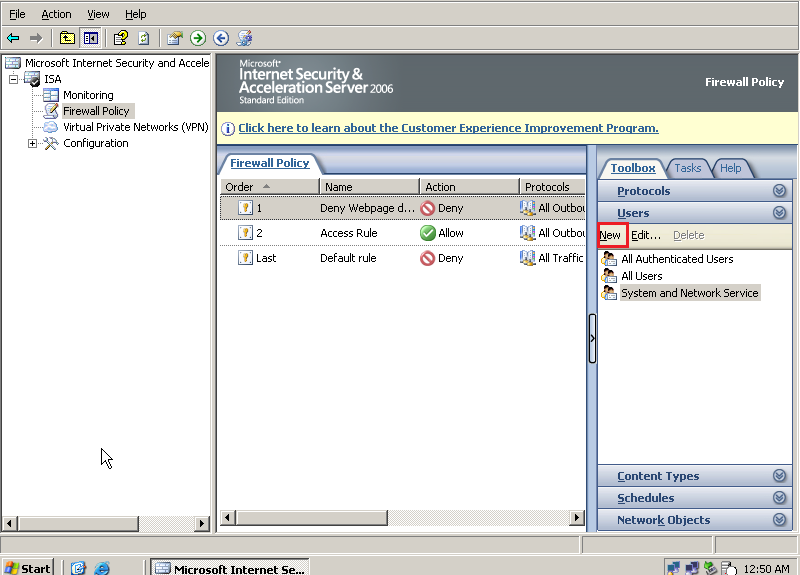 File Action View Help
Microsoft Internet Security and Accele
ISA
Monitoring
Firewall Policy
Virtual Private Networks (VPN)
Configuration
Microsoft®
Internet Security &
Acceleration Server 2006
Standard Edition
Firewall Policy
Click here to learn about the Customer Experience Improvement Program.
Firewall Policy
Order Name Action Protocols
1 Deny Webpage d... Deny All Outbou
2 Access Rule Allow All Outbou
Last Default rule Deny All Traffic
Toolbox Tasks Help
Protocols
Users
New Edit... Delete
All Authenticated Users
All Users
System and Network Service
Content Types
Schedules
Network Objects
Start Microsoft Internet Se... 12:50 AM